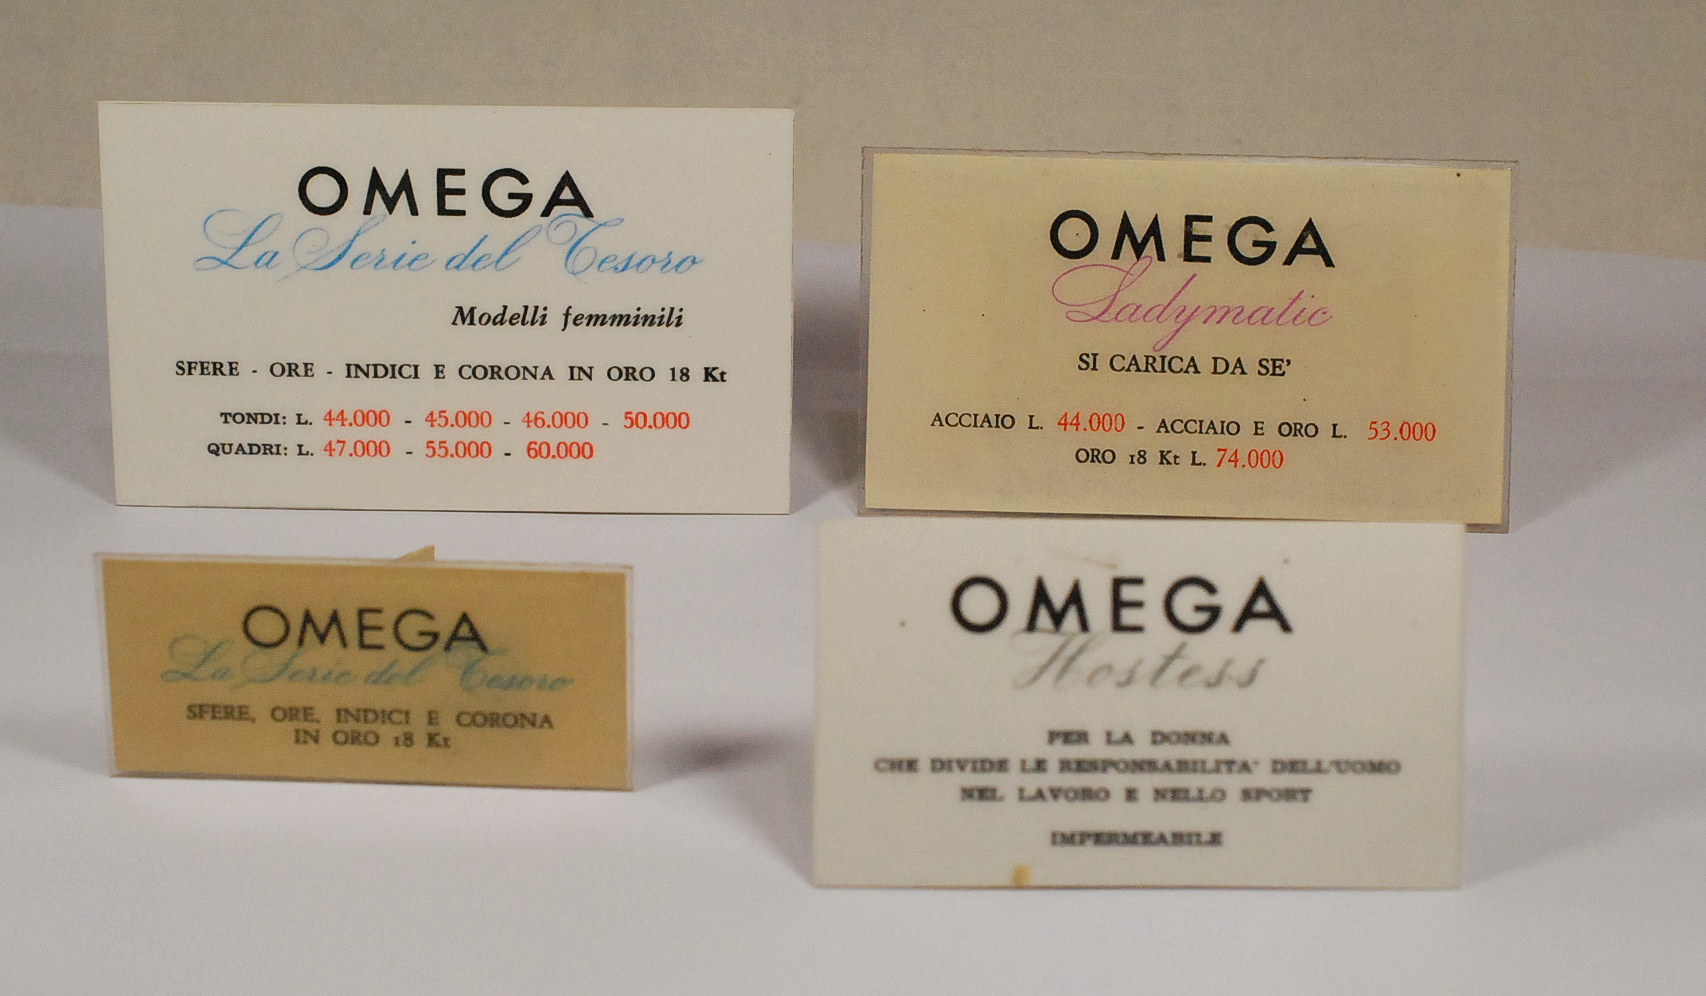 OMEGA
La Serie del Tesoro
Modelli femminili
SFERE - ORE - INDICI E CORONA IN ORO 18 Kt
TONDI: L. 44.000 - 45.000 - 46.000 - 50.000
QUADRI: L. 47.000 - 55.000 - 60.000
OMEGA
Ladymatic
SI CARICA DA SE'
ACCIAIO L. 44.000 - ACCIAIO E ORO L. 53.000
ORO 18 Kt L. 74.000
OMEGA
La Serie del Tesoro
SFERE, ORE, INDICI E CORONA
IN ORO 18 Kt
OMEGA
Hostess
PER LA DONNA
CHE DIVIDE LE RESPONSABILITA' DELL'UOMO
NEL LAVORO E NELLO SPORT
IMPERMEABILE